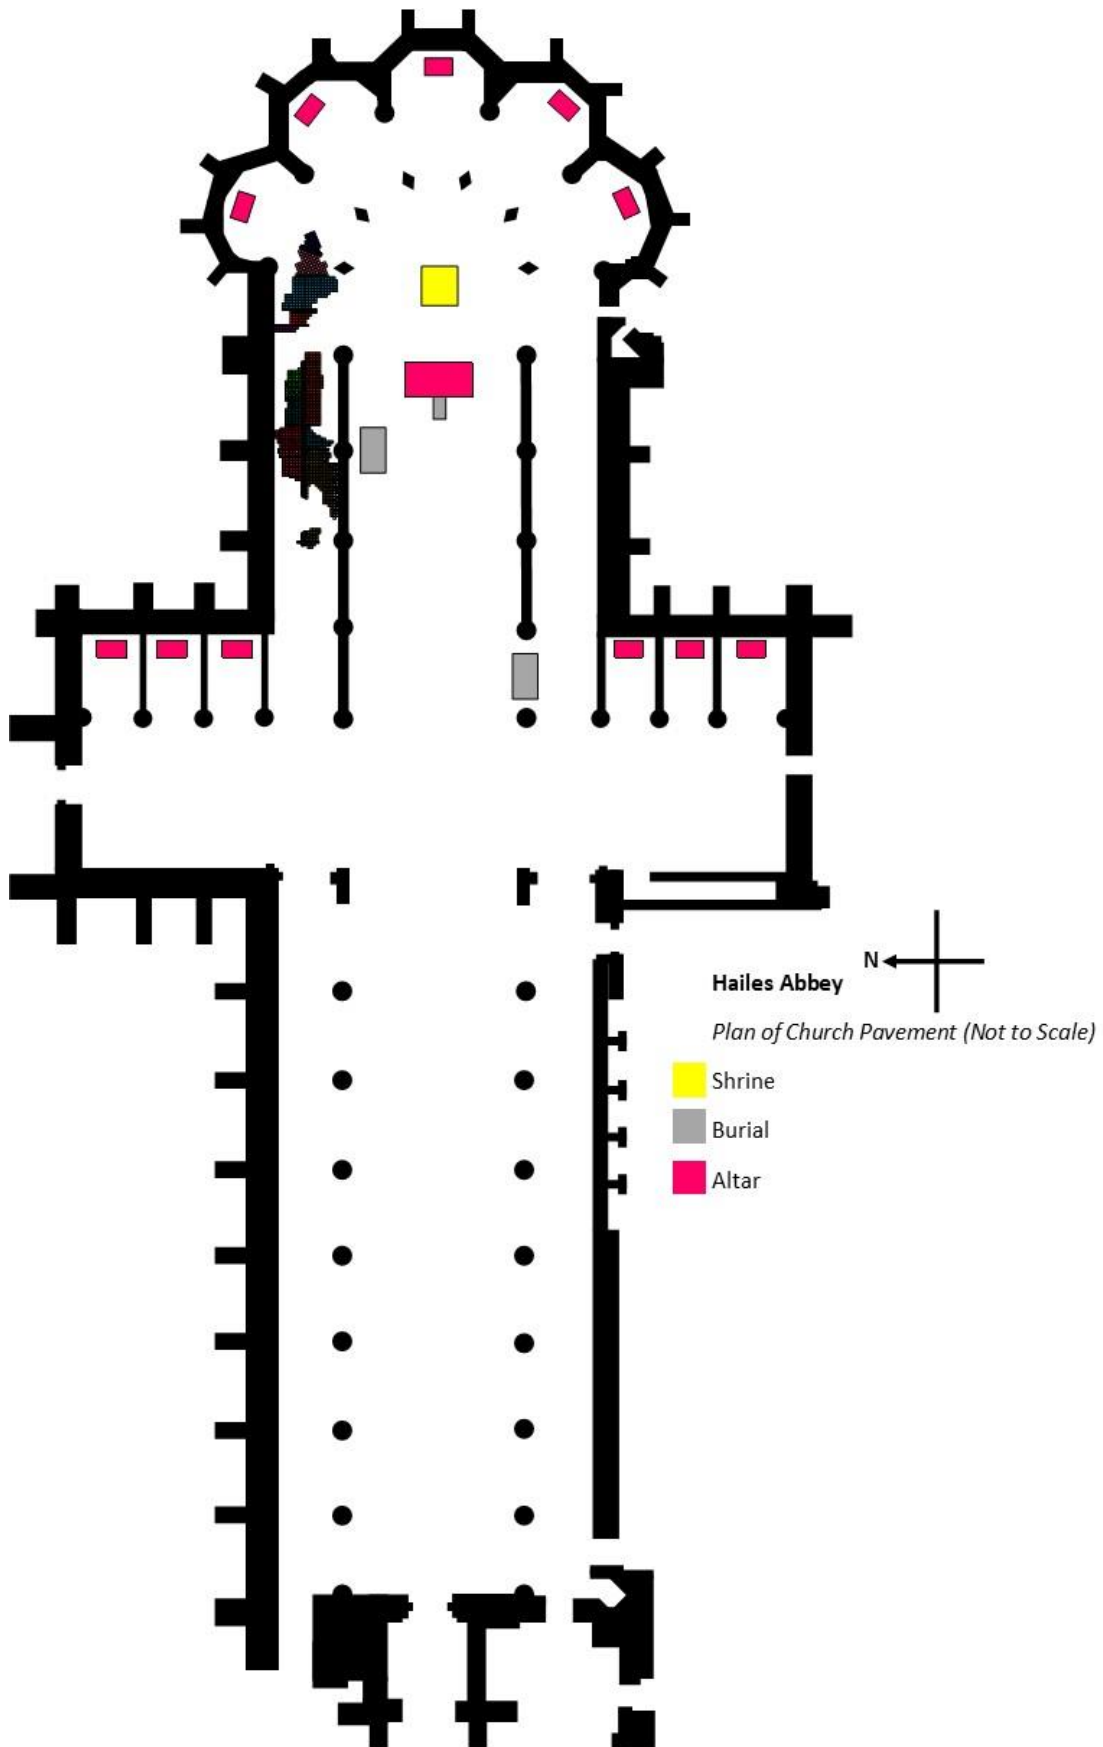 N
Hailes Abbey
Plan of Church Pavement (Not to Scale)
Shrine
Burial
Altar